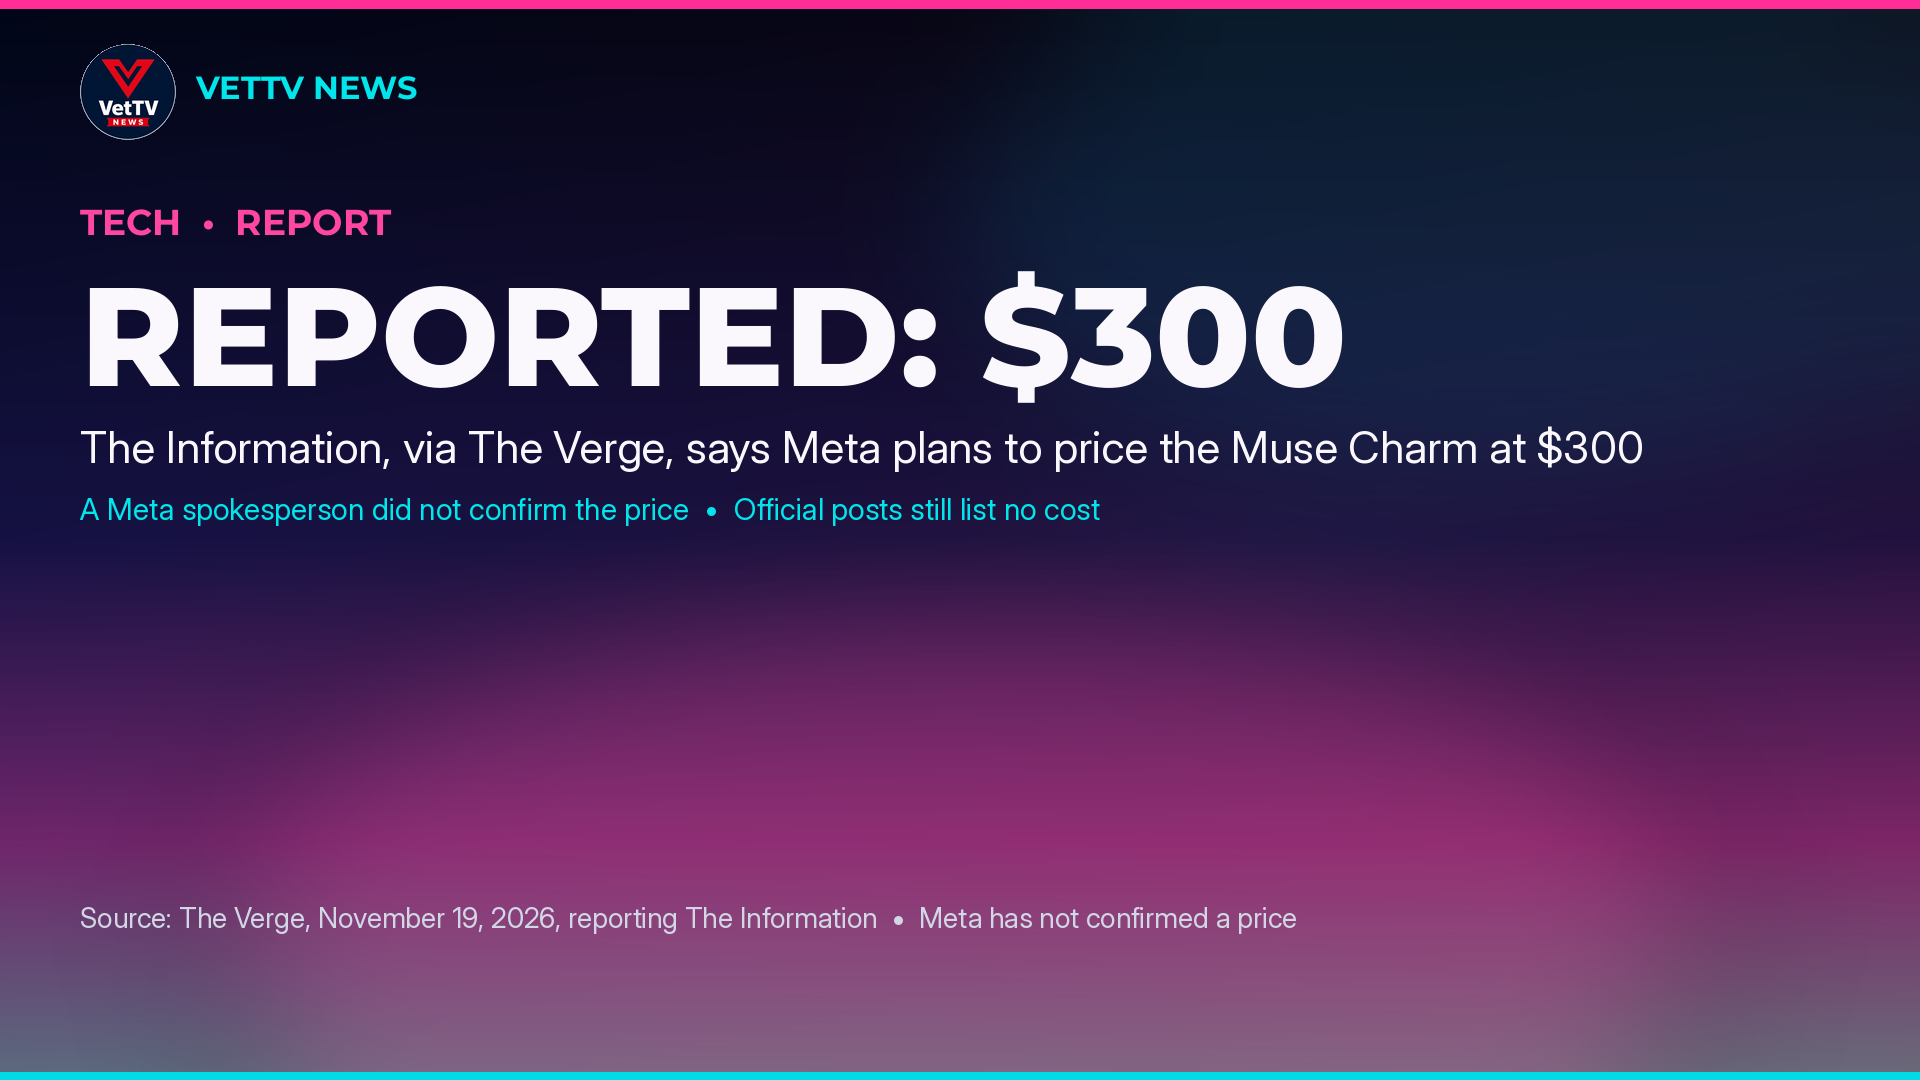 VetTV
NEWS
VETTV NEWS
TECH • REPORT
REPORTED: $300
The Information, via The Verge, says Meta plans to price the Muse Charm at $300
A Meta spokesperson did not confirm the price • Official posts still list no cost
Source: The Verge, November 19, 2026, reporting The Information • Meta has not confirmed a price